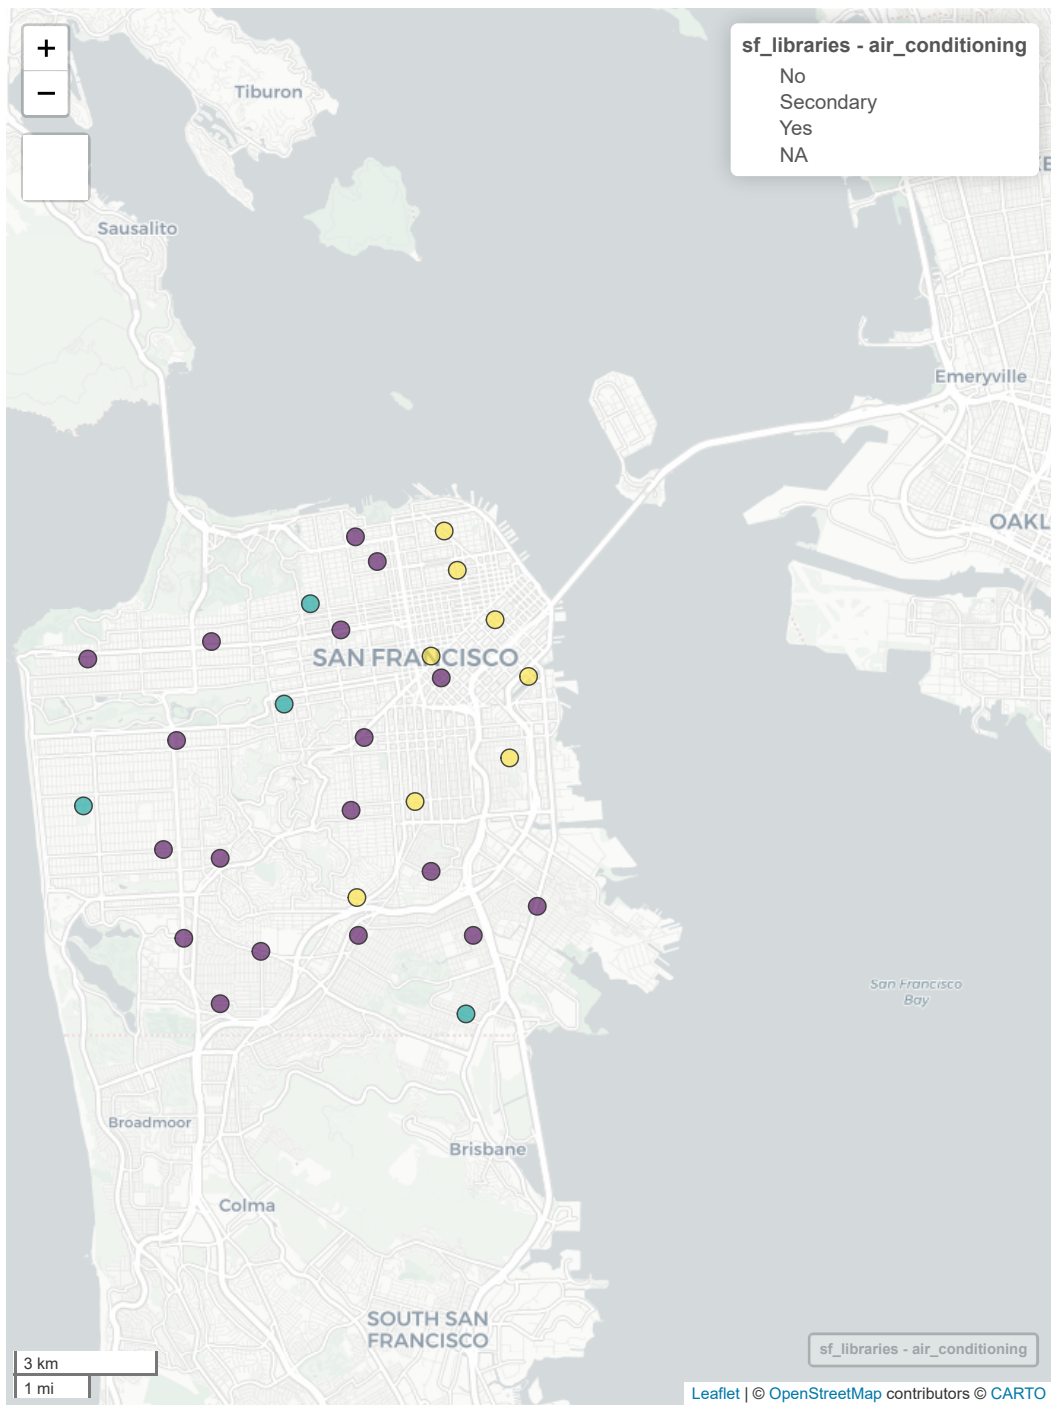 +
−
sf_libraries - air_conditioning
No
Secondary
Yes
NA
Tiburon
Sausalito
Emeryville
OAKL
SAN FRANCISCO
San Francisco
Bay
Broadmoor
Brisbane
Colma
SOUTH SAN
FRANCISCO
sf_libraries - air_conditioning
3 km
1 mi
Leaflet | © OpenStreetMap contributors © CARTO